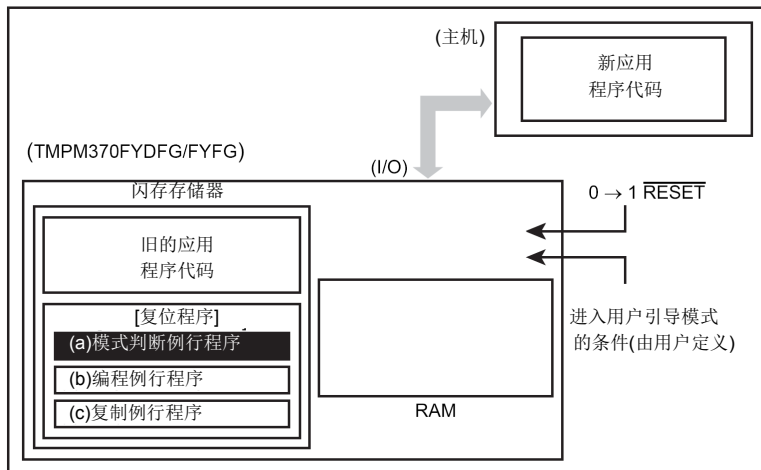 (主机)
新应用
程序代码
(TMPM370FYDFG/FYFG)
(I/O)
闪存存储器
0 → 1 RESET
旧的应用
程序代码
[复位程序]
(a)模式判断例行程序
(b)编程例行程序
(c)复制例行程序
RAM
进入用户引导模式
的条件(由用户定义)